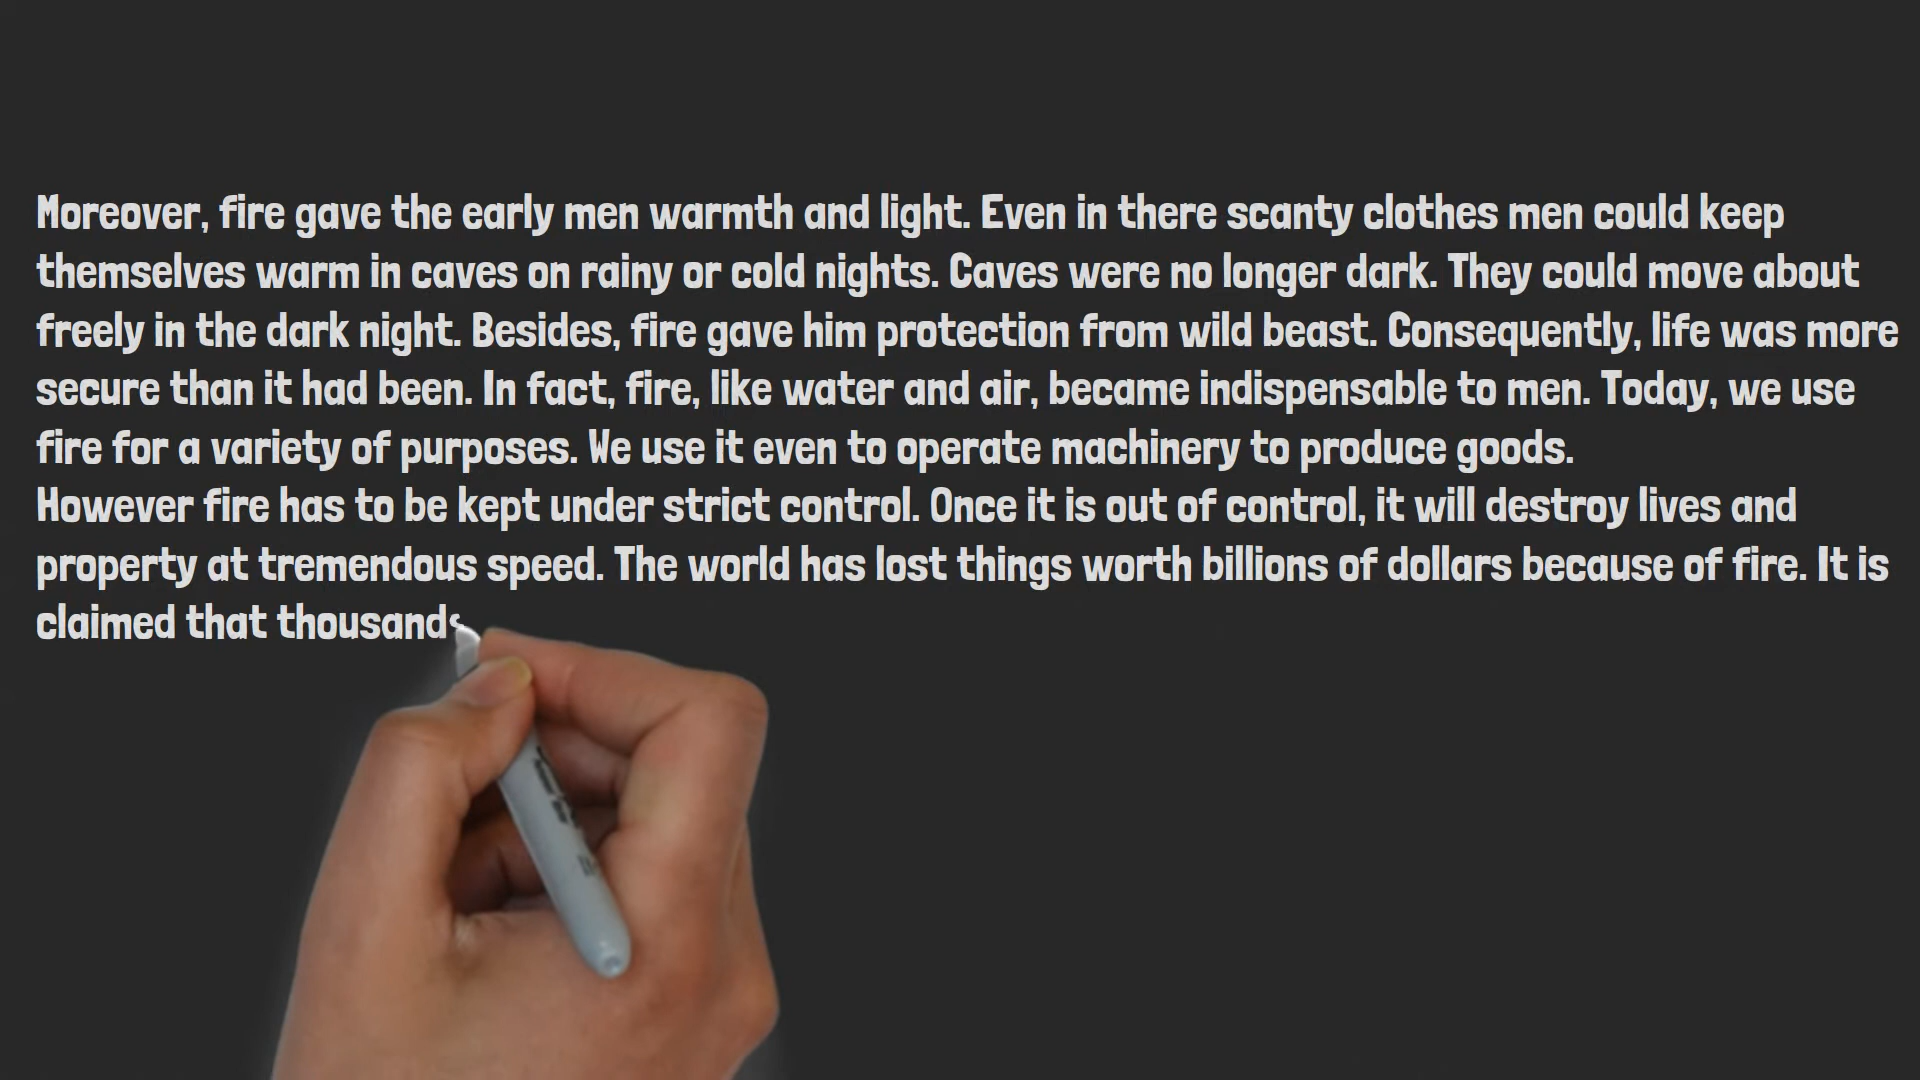 Moreover, fire gave the early men warmth and light. Even in there scanty clothes men could keep
themselves warm in caves on rainy or cold nights. Caves were no longer dark. They could move about
freely in the dark night. Besides, fire gave him protection from wild beast. Consequently, life was more
secure than it had been. In fact, fire, like water and air, became indispensable to men. Today, we use
fire for a variety of purposes. We use it even to operate machinery to produce goods.
However fire has to be kept under strict control. Once it is out of control, it will destroy lives and
property at tremendous speed. The world has lost things worth billions of dollars because of fire. It is
claimed that thousands